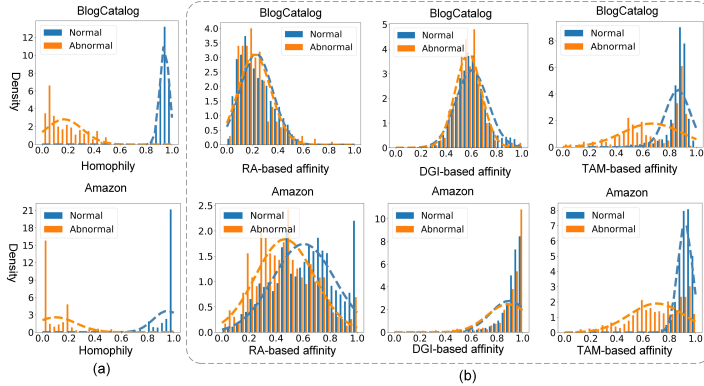 BlogCatalog
Density
12
10
8
6
4
2
0
0.0 0.2 0.4 0.6 0.8 1.0
Homophily
Normal
Abnormal
BlogCatalog
4.0
3.5
3.0
2.5
2.0
1.5
1.0
0.5
0.0
0.0 0.2 0.4 0.6 0.8 1.0
RA-based affinity
Normal
Abnormal
BlogCatalog
5
4
3
2
1
0
0.0 0.2 0.4 0.6 0.8 1.0
DGI-based affinity
Normal
Abnormal
BlogCatalog
8
6
4
2
0
0.0 0.2 0.4 0.6 0.8 1.0
TAM-based affinity
Normal
Abnormal
Amazon
Density
21
18
15
12
9
6
3
0
0.0 0.2 0.4 0.6 0.8 1.0
Homophily
Normal
Abnormal
Amazon
2.5
2.0
1.5
1.0
0.5
0.0
0.0 0.2 0.4 0.6 0.8 1.0
RA-based affinity
Normal
Abnormal
Amazon
10
8
6
4
2
0
0.0 0.2 0.4 0.6 0.8 1.0
DGI-based affinity
Normal
Abnormal
Amazon
8
7
6
5
4
3
2
1
0
0.0 0.2 0.4 0.6 0.8 1.0
TAM-based affinity
Normal
Abnormal
(a)
(b)